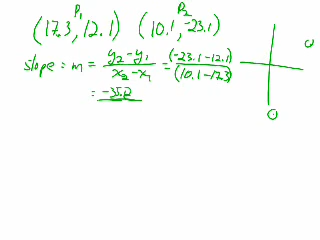 P₁ P₂
(17.3, 12.1) (10.1, -23.1)
slope = m = (y₂ - y₁)/(x₂ - x₁) = (-23.1 - 12.1)/(10.1 - 17.3)
= -35.2